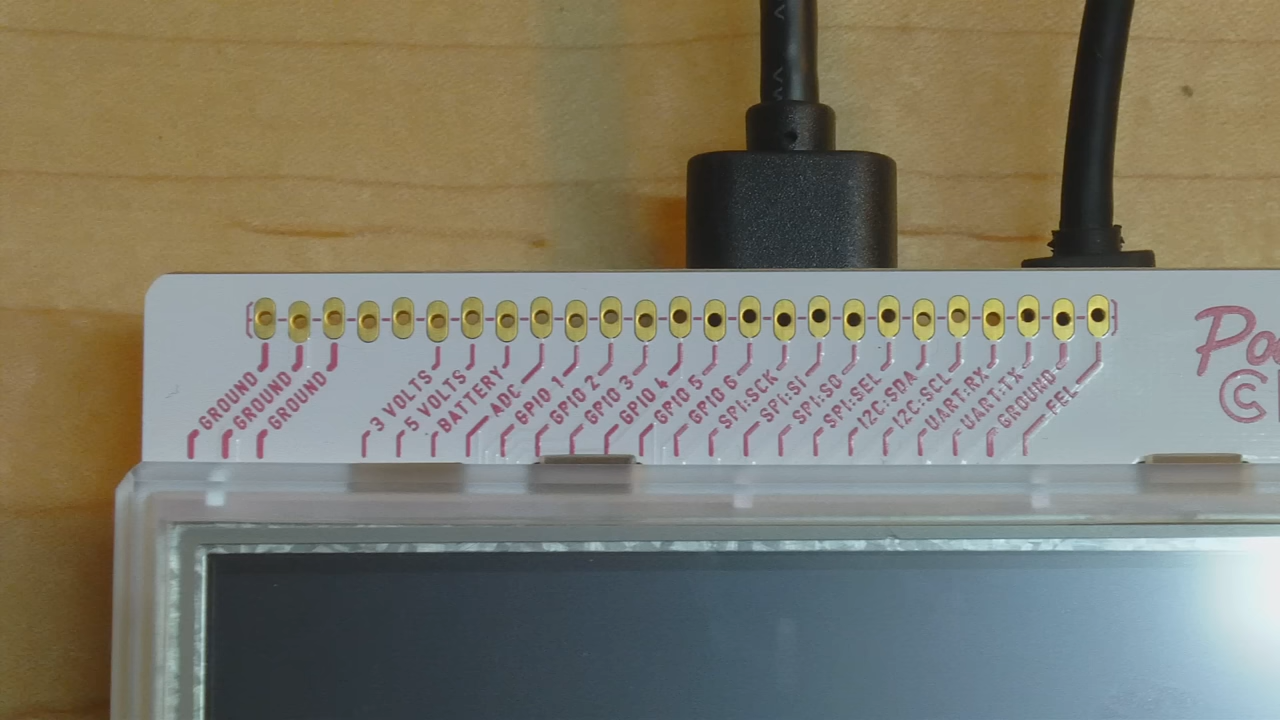 GROUND
GROUND
GROUND
3 VOLTS
5 VOLTS
BATTERY
ADC
GPIO 1
GPIO 2
GPIO 3
GPIO 4
GPIO 5
GPIO 6
SPI:SCK
SPI:SI
SPI:SO
SPI:SEL
I2C:SDA
I2C:SCL
UART:RX
UART:TX
GROUND
FEL
Po
C